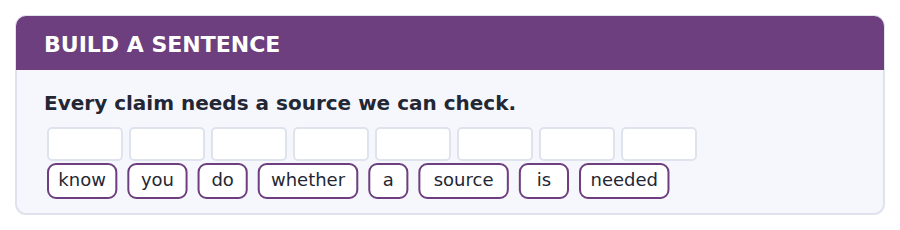 BUILD A SENTENCE
Every claim needs a source we can check.
know you do whether a source is needed